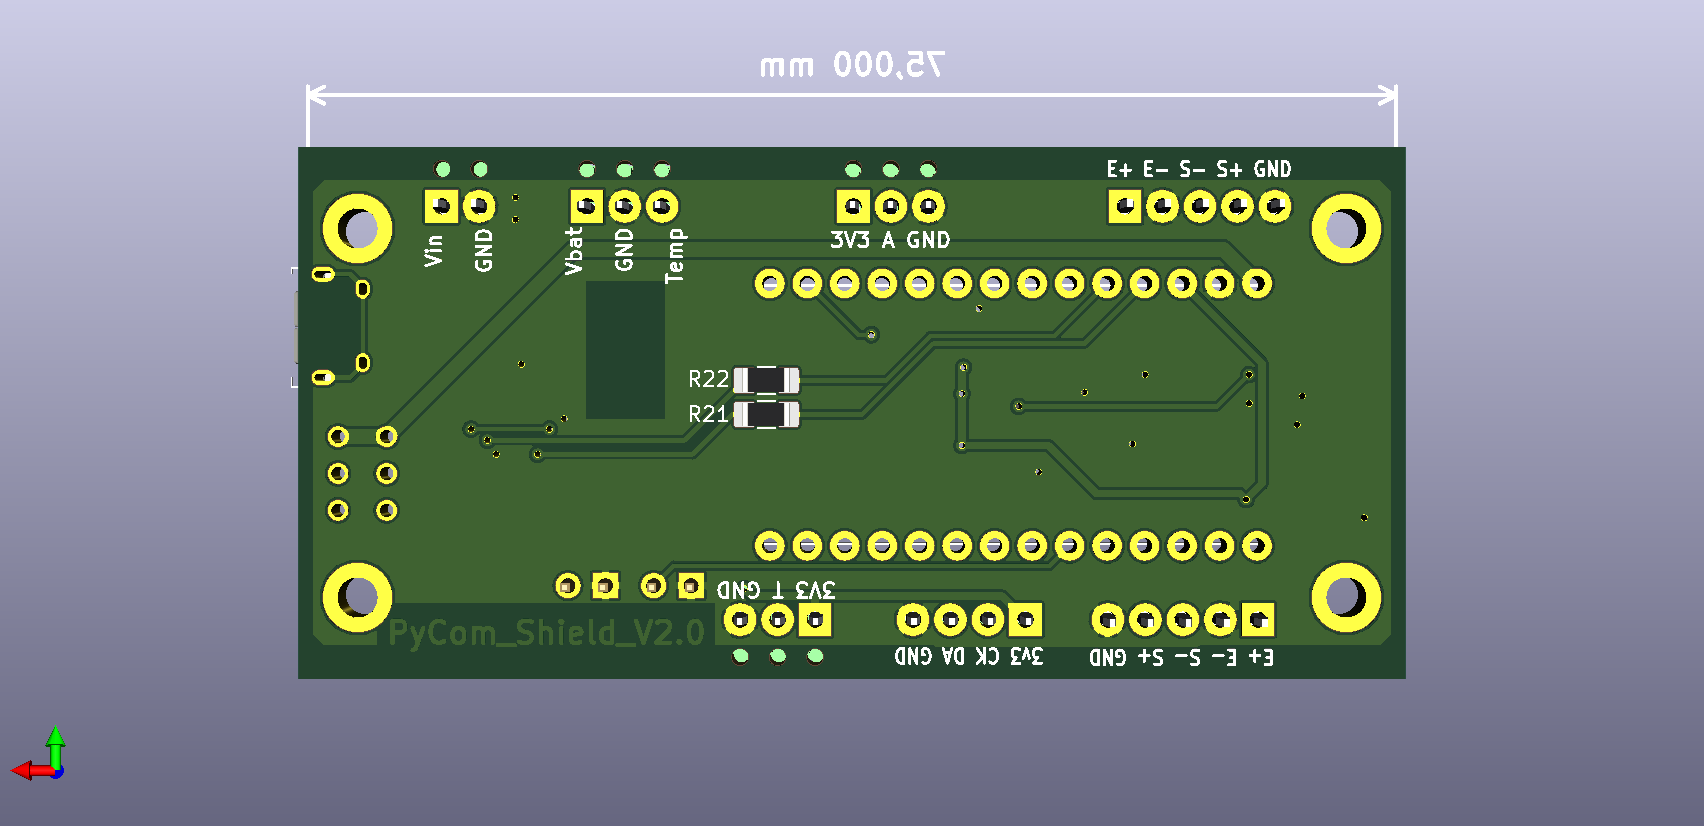 75,000 mm
E+ E- S- S+ GND
Vin
GND
Vbat
GND
Temp
3V3 A GND
R22
R21
3V3 T GND
PyCom_Shield_V2.0
3v3 CK DA GND
E+ E- S- S+ GND